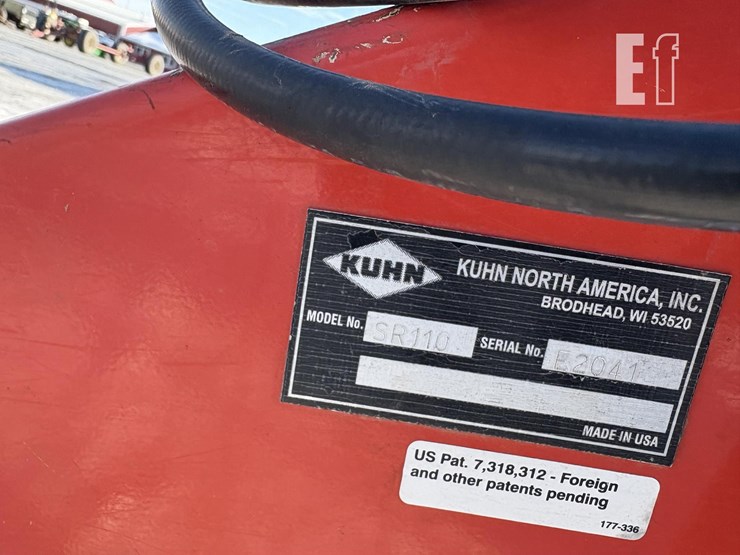 Ef
KUHN
KUHN NORTH AMERICA, INC.
BRODHEAD, WI 53520
MODEL No. SR110 SERIAL No. E2041
MADE IN USA
US Pat. 7,318,312 - Foreign
and other patents pending
177-336